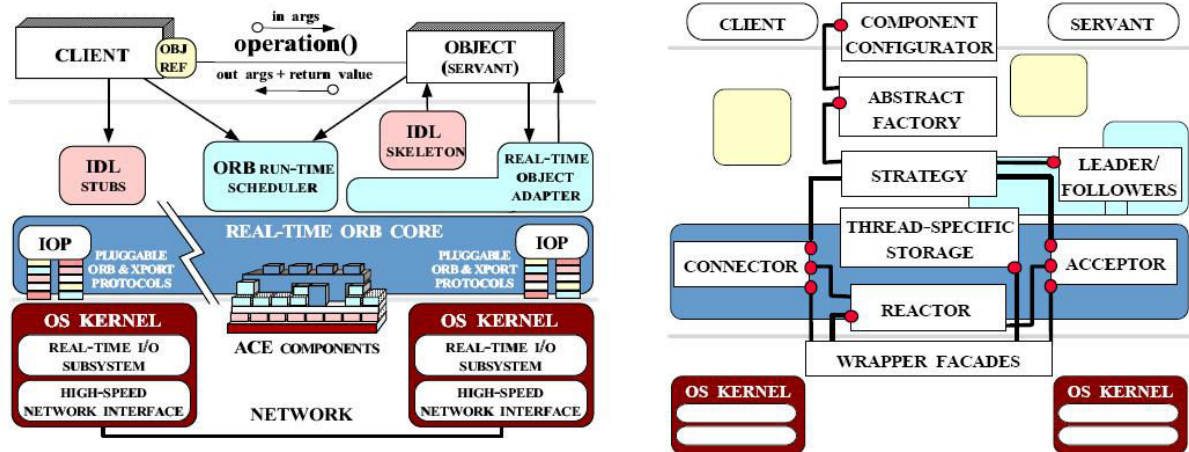 in args
operation()
out args + return value
CLIENT
OBJ
REF
OBJECT
(SERVANT)
IDL
STUBS
ORB RUN-TIME
SCHEDULER
IDL
SKELETON
REAL-TIME
OBJECT
ADAPTER
REAL-TIME ORB CORE
IOP
PLUGGABLE
ORB & XPORT
PROTOCOLS
PLUGGABLE
ORB & XPORT
PROTOCOLS
IOP
OS KERNEL
REAL-TIME I/O
SUBSYSTEM
HIGH-SPEED
NETWORK INTERFACE
ACE COMPONENTS
NETWORK
OS KERNEL
REAL-TIME I/O
SUBSYSTEM
HIGH-SPEED
NETWORK INTERFACE
CLIENT
COMPONENT
CONFIGURATOR
SERVANT
ABSTRACT
FACTORY
STRATEGY
LEADER/
FOLLOWERS
THREAD-SPECIFIC
STORAGE
CONNECTOR
ACCEPTOR
REACTOR
WRAPPER FACADES
OS KERNEL
OS KERNEL